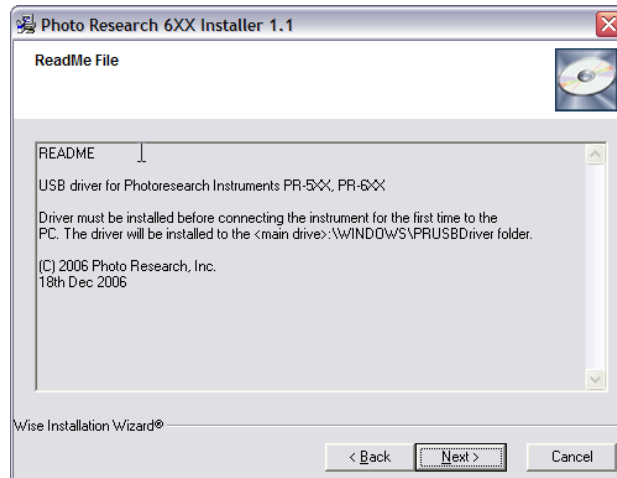 Photo Research 6XX Installer 1.1
ReadMe File
README
USB driver for Photoresearch Instruments PR-5XX, PR-6XX
Driver must be installed before connecting the instrument for the first time to the
PC. The driver will be installed to the <main drive>:\WINDOWS\PRUSBDriver folder.
(C) 2006 Photo Research, Inc.
18th Dec 2006
Wise Installation Wizard®
< Back
Next >
Cancel